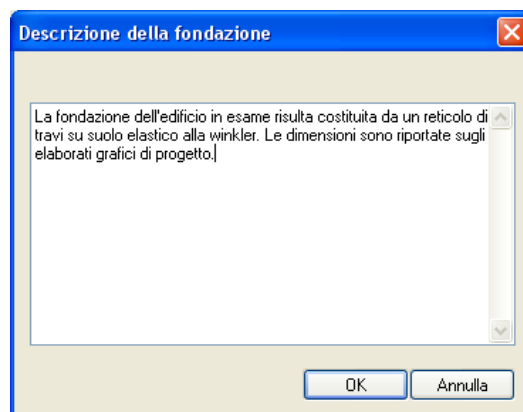 Descrizione della fondazione
La fondazione dell'edificio in esame risulta costituita da un reticolo di
travi su suolo elastico alla winkler. Le dimensioni sono riportate sugli
elaborati grafici di progetto.
OK Annulla